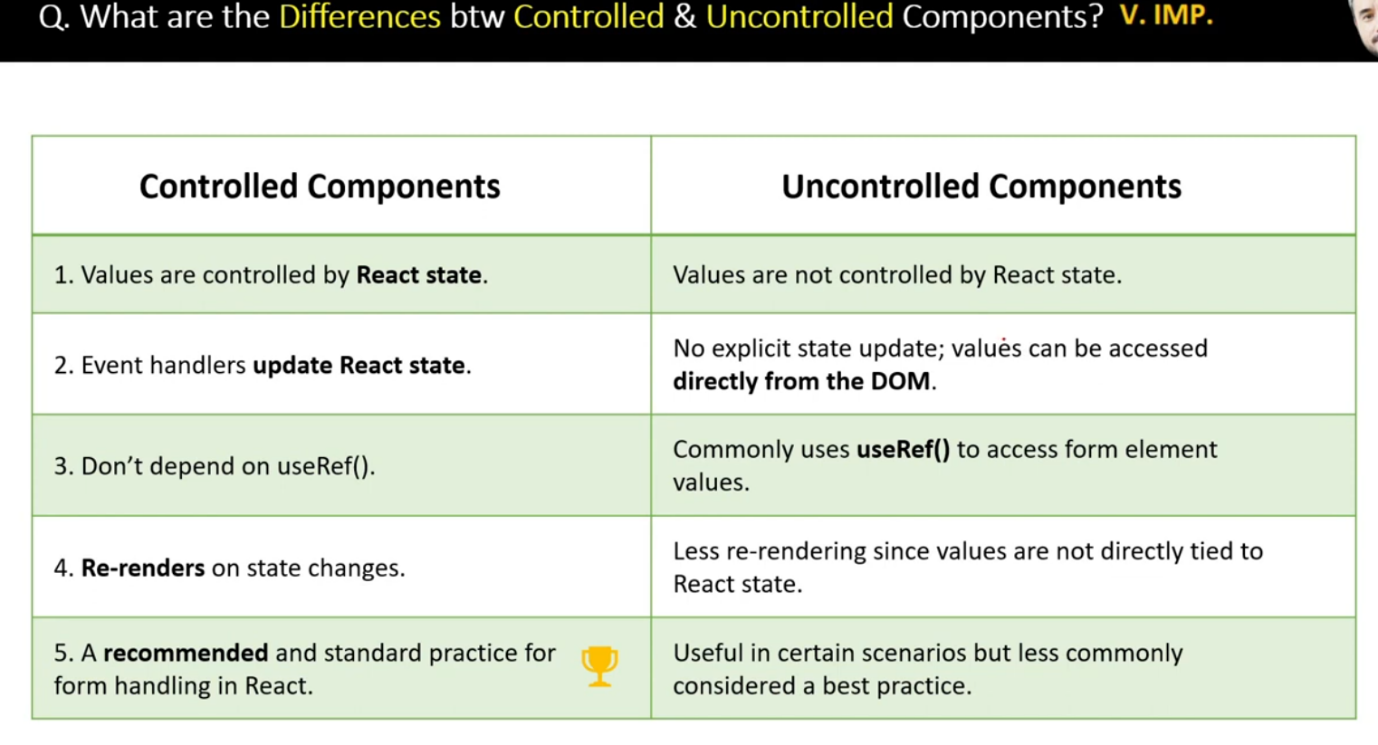 Q. What are the Differences btw Controlled & Uncontrolled Components? V. IMP.
Controlled Components
Uncontrolled Components
1. Values are controlled by React state.
Values are not controlled by React state.
2. Event handlers update React state.
No explicit state update; values can be accessed
directly from the DOM.
3. Don’t depend on useRef().
Commonly uses useRef() to access form element
values.
4. Re-renders on state changes.
Less re-rendering since values are not directly tied to
React state.
5. A recommended and standard practice for
form handling in React.
Useful in certain scenarios but less commonly
considered a best practice.